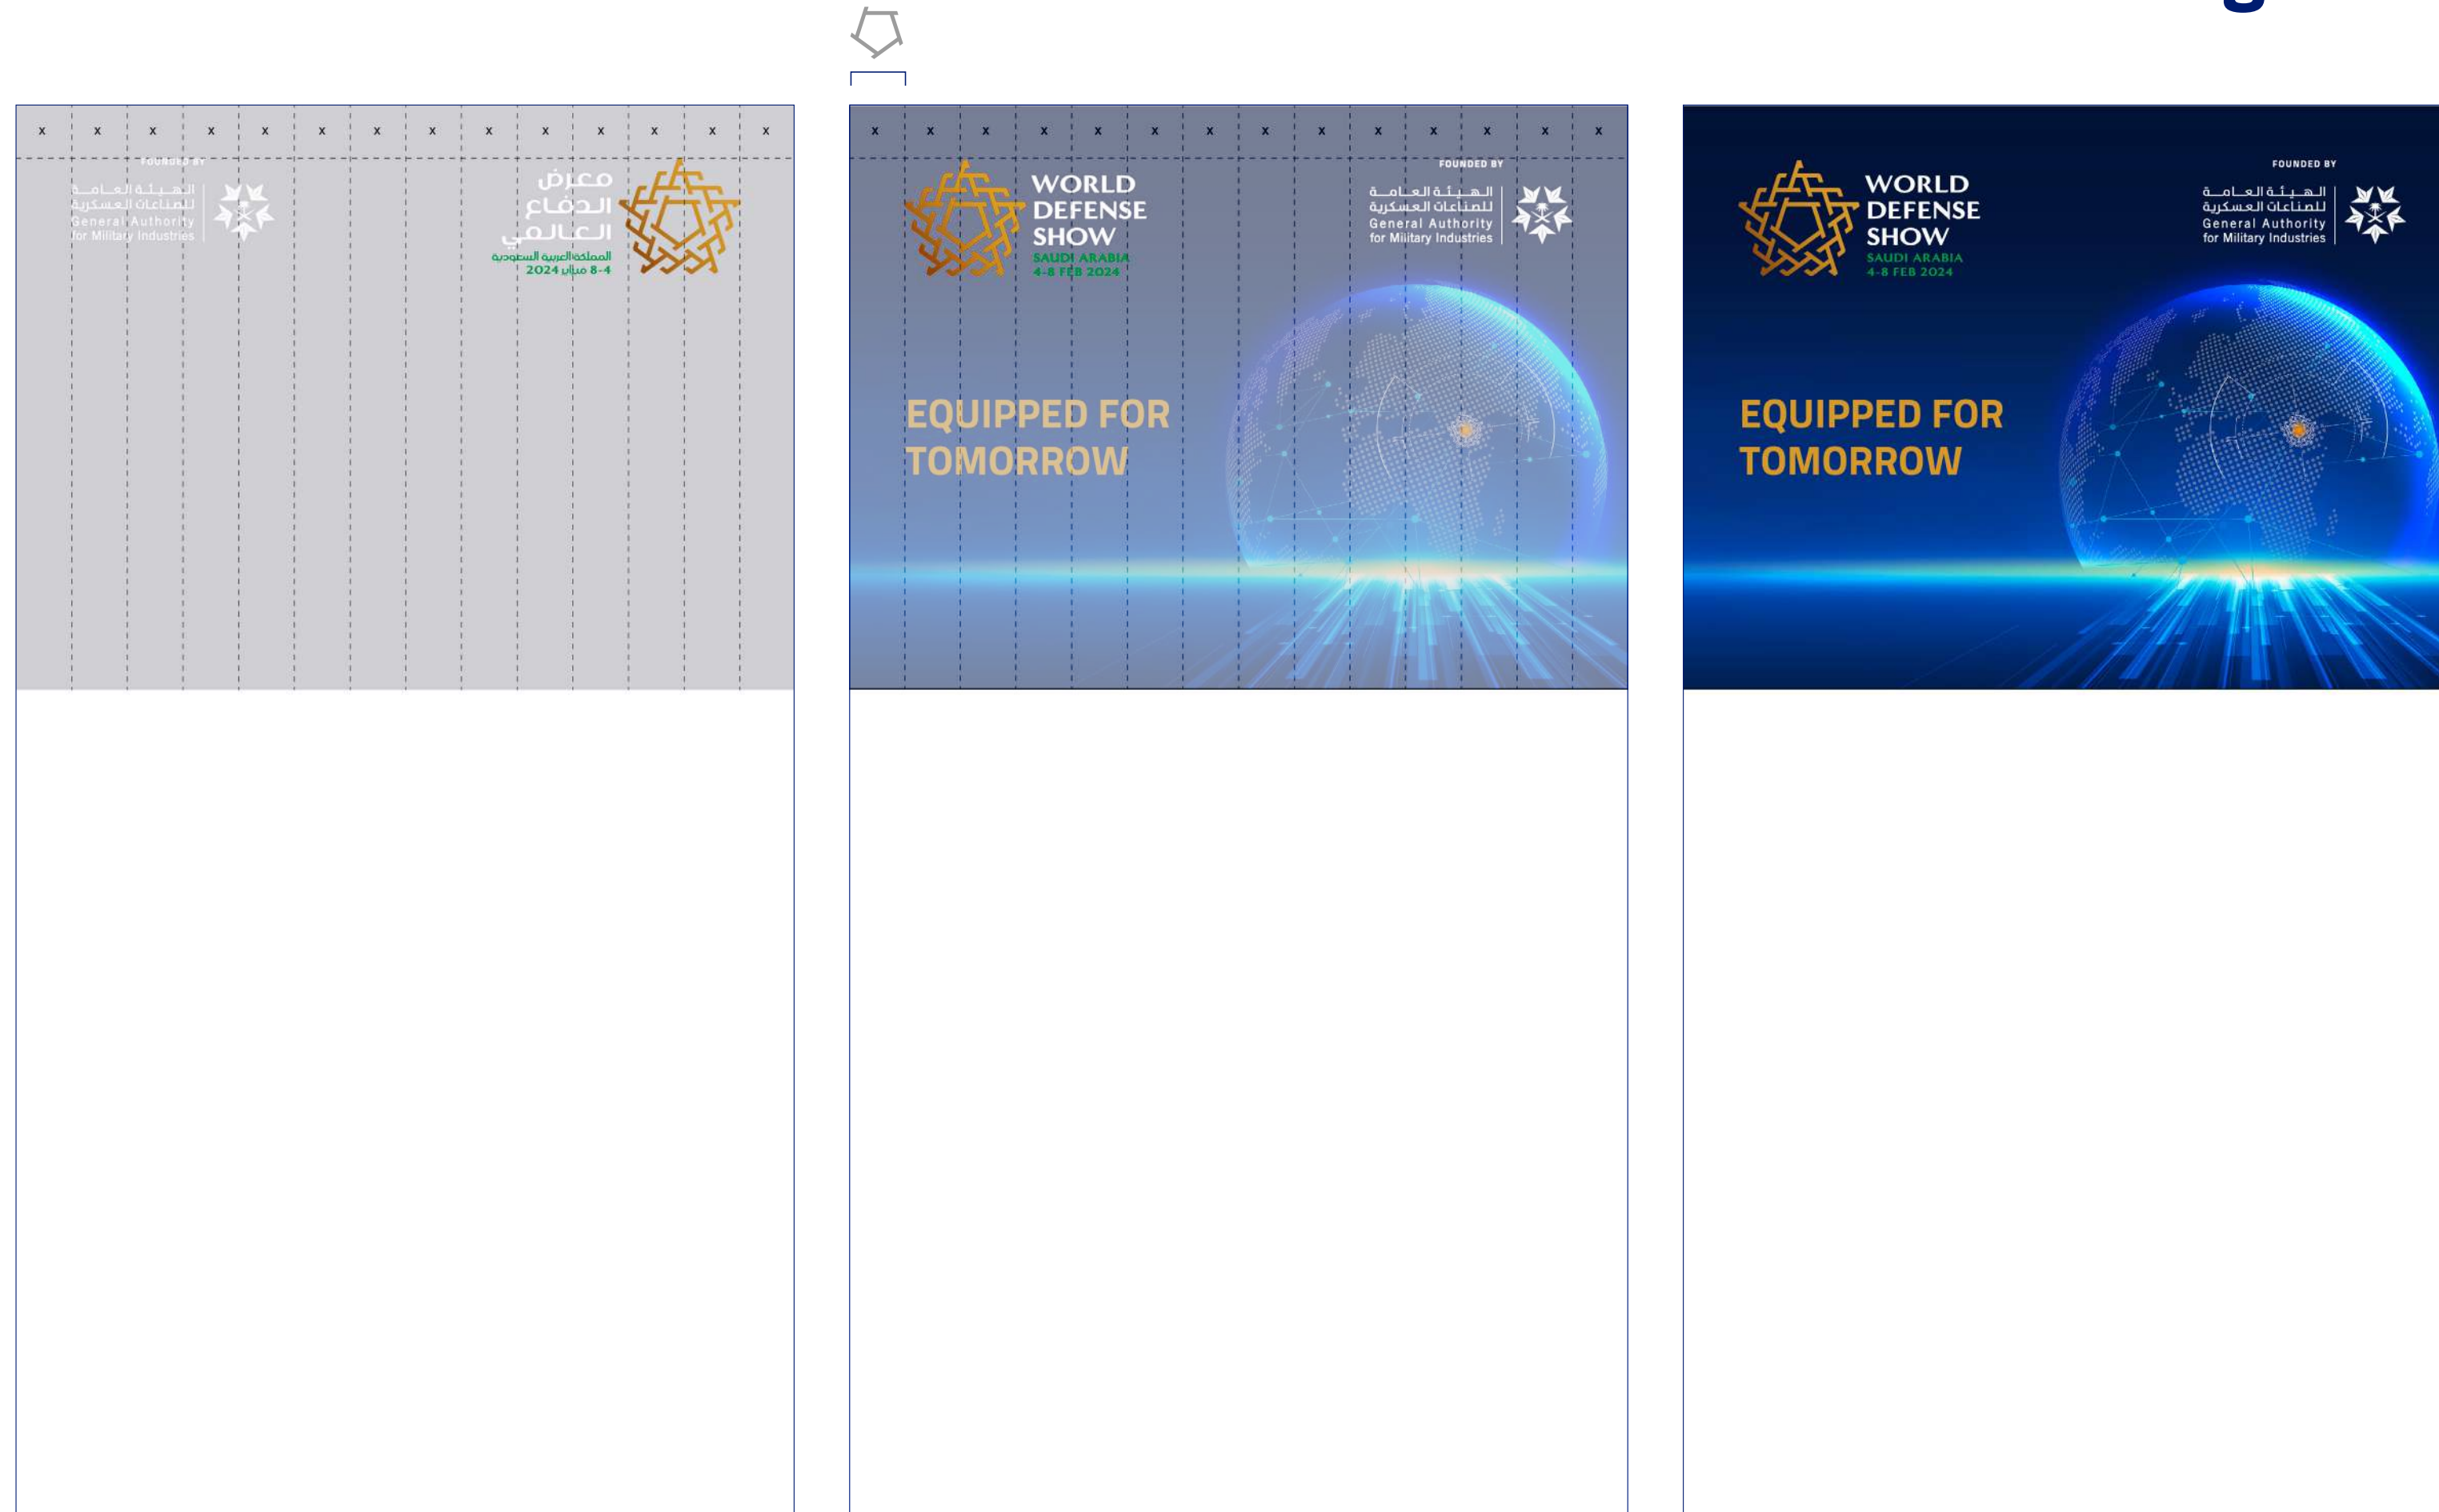 g
x x x x x x x x x x x x x x
FOUNDED BY
الهيئة العامة
للصناعات العسكرية
General Authority
for Military Industries
معرض
الدفاع
العالمي
المملكة العربية السعودية
4-8 فبراير 2024
x x x x x x x x x x x x x x
WORLD
DEFENSE
SHOW
SAUDI ARABIA
4-8 FEB 2024
FOUNDED BY
الهيئة العامة
للصناعات العسكرية
General Authority
for Military Industries
EQUIPPED FOR
TOMORROW
WORLD
DEFENSE
SHOW
SAUDI ARABIA
4-8 FEB 2024
FOUNDED BY
الهيئة العامة
للصناعات العسكرية
General Authority
for Military Industries
EQUIPPED FOR
TOMORROW